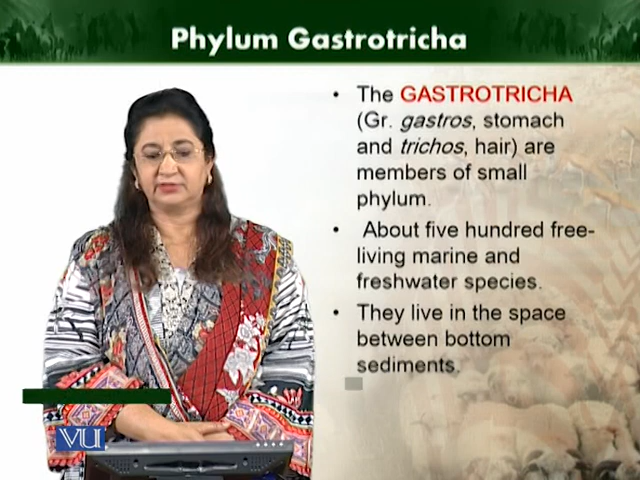 Phylum Gastrotricha
• The GASTROTRICHA
(Gr. gastros, stomach
and trichos, hair) are
members of small
phylum.
• About five hundred free-
living marine and
freshwater species.
• They live in the space
between bottom
sediments.
VU